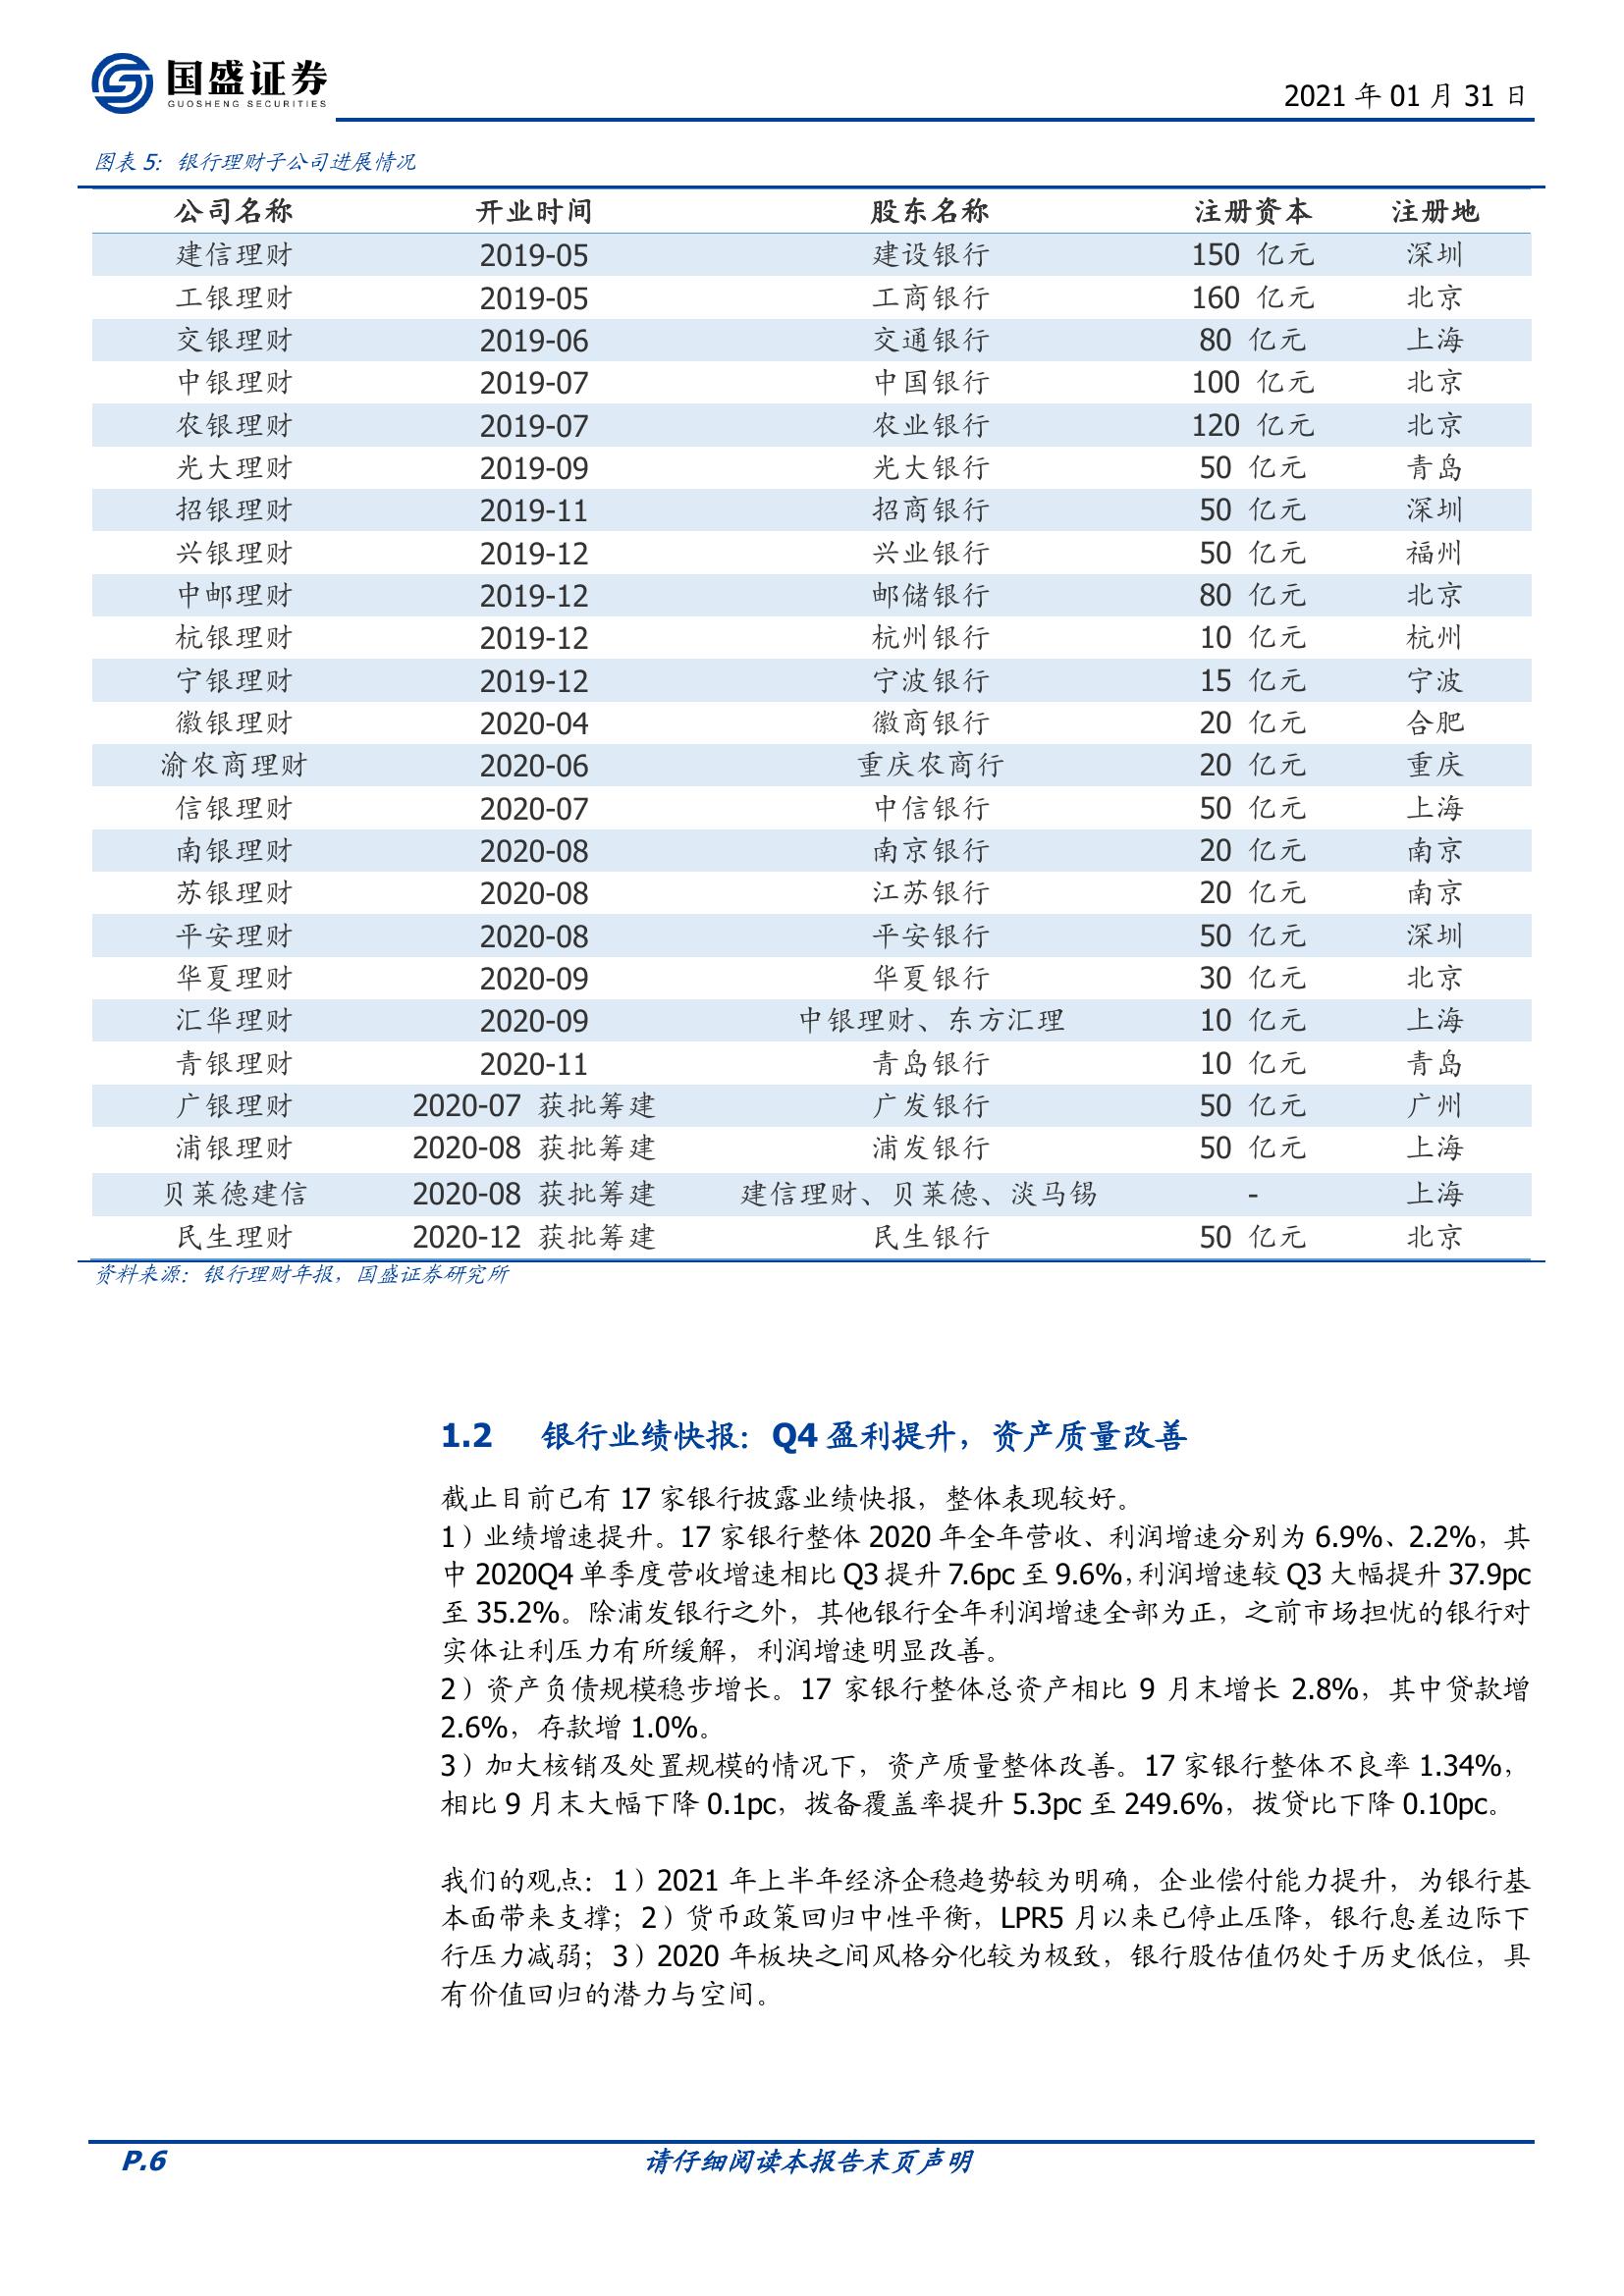 国盛证券
GUOSHENG SECURITIES
2021 年 01 月 31 日
图表 5：银行理财子公司进展情况
公司名称 开业时间 股东名称 注册资本 注册地
建信理财 2019-05 建设银行 150 亿元 深圳
工银理财 2019-05 工商银行 160 亿元 北京
交银理财 2019-06 交通银行 80 亿元 上海
中银理财 2019-07 中国银行 100 亿元 北京
农银理财 2019-07 农业银行 120 亿元 北京
光大理财 2019-09 光大银行 50 亿元 青岛
招银理财 2019-11 招商银行 50 亿元 深圳
兴银理财 2019-12 兴业银行 50 亿元 福州
中邮理财 2019-12 邮储银行 80 亿元 北京
杭银理财 2019-12 杭州银行 10 亿元 杭州
宁银理财 2019-12 宁波银行 15 亿元 宁波
徽银理财 2020-04 徽商银行 20 亿元 合肥
渝农商理财 2020-06 重庆农商行 20 亿元 重庆
信银理财 2020-07 中信银行 50 亿元 上海
南银理财 2020-08 南京银行 20 亿元 南京
苏银理财 2020-08 江苏银行 20 亿元 南京
平安理财 2020-08 平安银行 50 亿元 深圳
华夏理财 2020-09 华夏银行 30 亿元 北京
汇华理财 2020-09 中银理财、东方汇理 10 亿元 上海
青银理财 2020-11 青岛银行 10 亿元 青岛
广银理财 2020-07 获批筹建 广发银行 50 亿元 广州
浦银理财 2020-08 获批筹建 浦发银行 50 亿元 上海
贝莱德建信 2020-08 获批筹建 建信理财、贝莱德、淡马锡 - 上海
民生理财 2020-12 获批筹建 民生银行 50 亿元 北京
资料来源：银行理财年报，国盛证券研究所
1.2 银行业绩快报：Q4 盈利提升，资产质量改善
截止目前已有 17 家银行披露业绩快报，整体表现较好。
1）业绩增速提升。17 家银行整体 2020 年全年营收、利润增速分别为 6.9%、2.2%，其
中 2020Q4 单季度营收增速相比 Q3 提升 7.6pc 至 9.6%，利润增速较 Q3 大幅提升 37.9pc
至 35.2%。除浦发银行之外，其他银行全年利润增速全部为正，之前市场担忧的银行对
实体让利压力有所缓解，利润增速明显改善。
2）资产负债规模稳步增长。17 家银行整体总资产相比 9 月末增长 2.8%，其中贷款增
2.6%，存款增 1.0%。
3）加大核销及处置规模的情况下，资产质量整体改善。17 家银行整体不良率 1.34%，
相比 9 月末大幅下降 0.1pc，拨备覆盖率提升 5.3pc 至 249.6%，拨贷比下降 0.10pc。
我们的观点：1）2021 年上半年经济企稳趋势较为明确，企业偿付能力提升，为银行基
本面带来支撑；2）货币政策回归中性平衡，LPR5 月以来已停止压降，银行息差边际下
行压力减弱；3）2020 年板块之间风格分化较为极致，银行股估值仍处于历史低位，具
有价值回归的潜力与空间。
P.6 请仔细阅读本报告末页声明